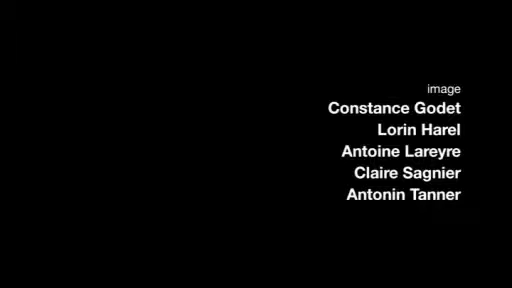 image
Constance Godet
Lorin Harel
Antoine Lareyre
Claire Sagnier
Antonin Tanner